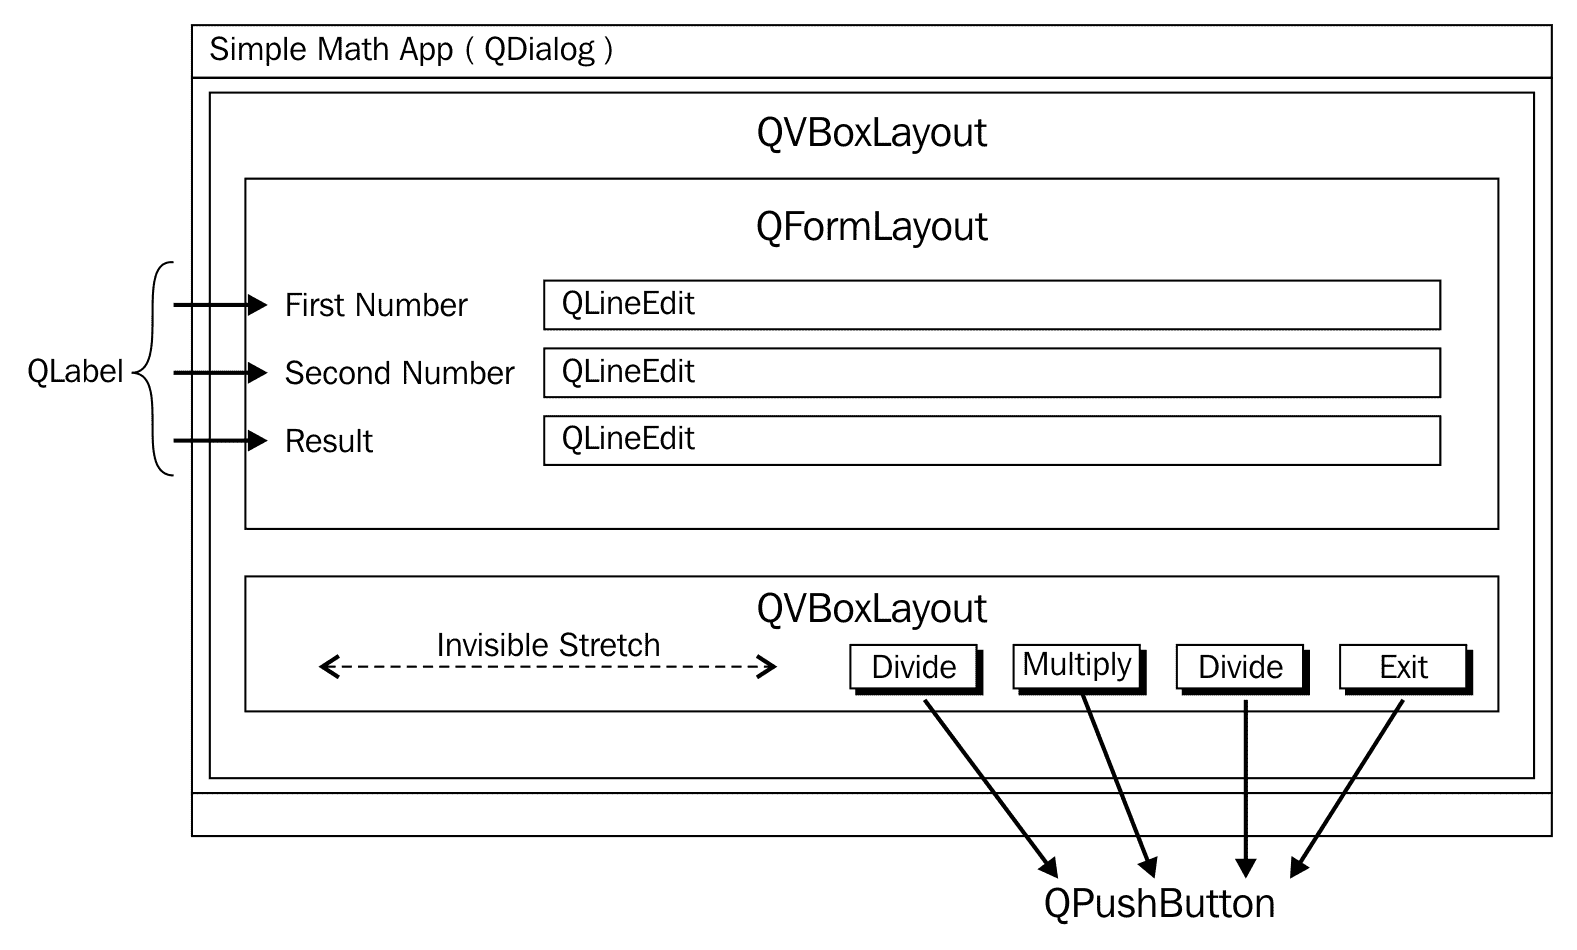 Simple Math App ( QDialog )
QVBoxLayout
QFormLayout
QLabel
First Number
QLineEdit
Second Number
QLineEdit
Result
QLineEdit
QVBoxLayout
Invisible Stretch
Divide
Multiply
Divide
Exit
QPushButton